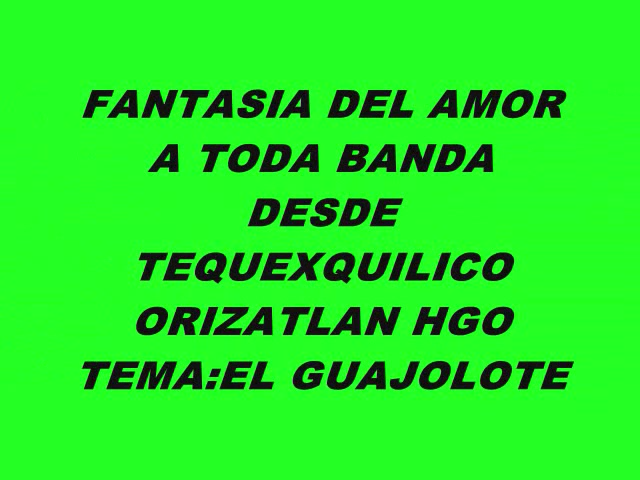 FANTASIA DEL AMOR
A TODA BANDA
DESDE
TEQUEXQUILICO
ORIZATLAN HGO
TEMA:EL GUAJOLOTE